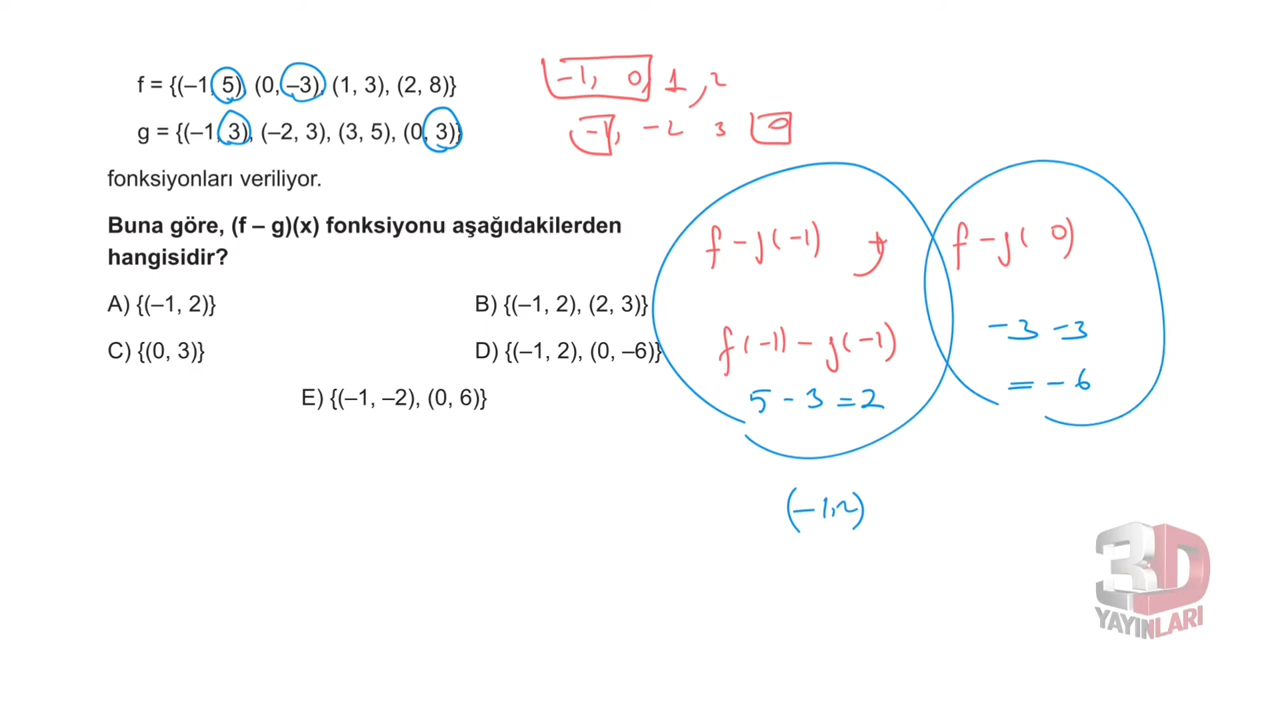 f = {(–1, 5), (0, –3), (1, 3), (2, 8)}
g = {(–1, 3), (–2, 3), (3, 5), (0, 3)}
fonksiyonları veriliyor.
Buna göre, (f – g)(x) fonksiyonu aşağıdakilerden
hangisidir?
A) {(–1, 2)}
B) {(–1, 2), (2, 3)}
C) {(0, 3)}
D) {(–1, 2), (0, –6)}
E) {(–1, –2), (0, 6)}
-1, 0, 1, 2
-1, -2 3 0
f - g(-1)
f(-1) - g(-1)
5 - 3 = 2
f - g( 0)
-3 -3
= -6
(-1,2)
3D
YAYINLARI